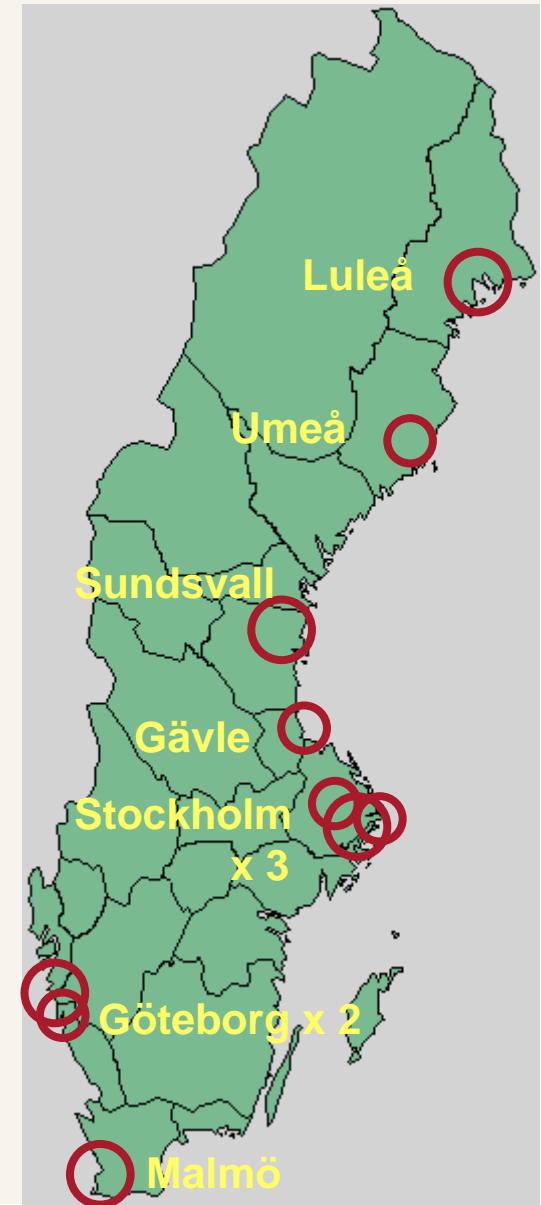 Luleå
Umeå
Sundsvall
Gävle
Stockholm
x 3
Göteborg x 2
Malmö